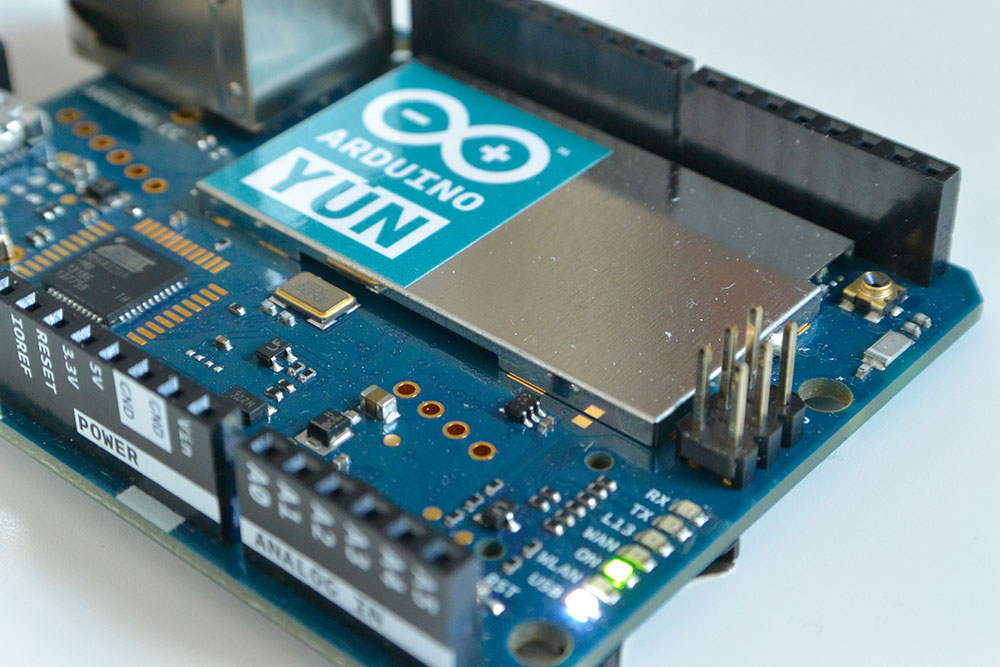 ARDUINO
YUN
IOREF
RESET
3.3V
5V
GND
GND
Vin
POWER
A0
A1
A2
A3
A4
A5
ANALOG IN
RX
TX
L13
WAN
ON
WLAN
USB
RST